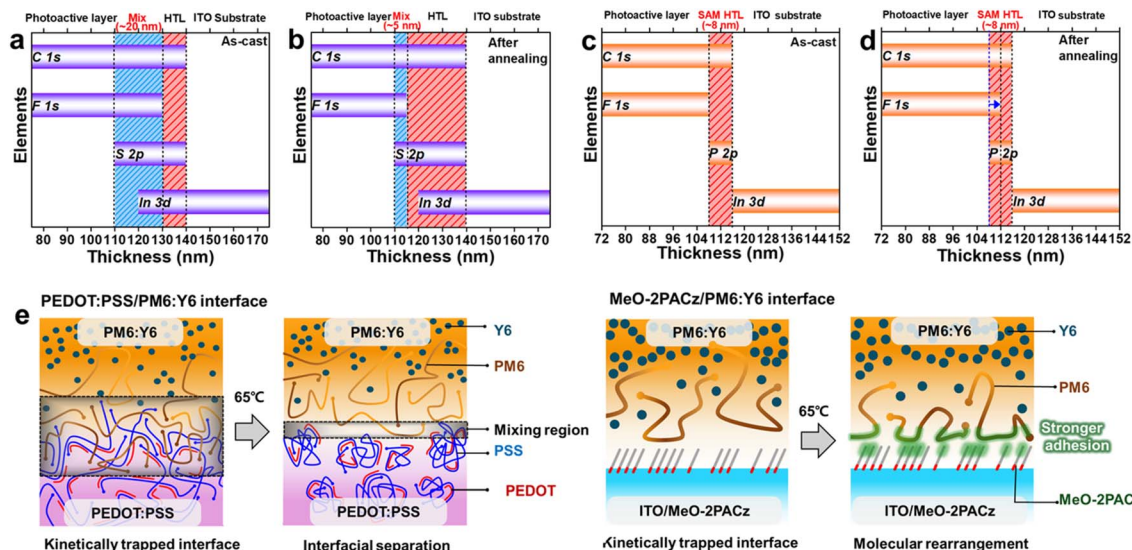 a
Photoactive layer Mix HTL ITO Substrate
(~20 nm)
As-cast
C 1s
F 1s
S 2p
In 3d
Elements
80 90 100 110 120 130 140 150 160 170
Thickness (nm)
b
Photoactive layer Mix HTL ITO substrate
(~5 nm)
After
annealing
C 1s
F 1s
S 2p
In 3d
Elements
80 90 100 110 120 130 140 150 160 170
Thickness (nm)
c
Photoactive layer SAM HTL ITO substrate
(~8 nm)
As-cast
C 1s
F 1s
P 2p
In 3d
Elements
72 80 88 96 104 112 120 128 136 144 152
Thickness (nm)
d
Photoactive layer SAM HTL ITO substrate
(~8 nm)
After
annealing
C 1s
F 1s
P 2p
In 3d
Elements
72 80 88 96 104 112 120 128 136 144 152
Thickness (nm)
e
PEDOT:PSS/PM6:Y6 interface
PM6:Y6
PEDOT:PSS
Kinetically trapped interface
65℃
PM6:Y6
Y6
PM6
Mixing region
PSS
PEDOT
PEDOT:PSS
Interfacial separation
MeO-2PACz/PM6:Y6 interface
PM6:Y6
ITO/MeO-2PACz
Kinetically trapped interface
65℃
PM6:Y6
Y6
PM6
Stronger
adhesion
MeO-2PAC
ITO/MeO-2PACz
Molecular rearrangement